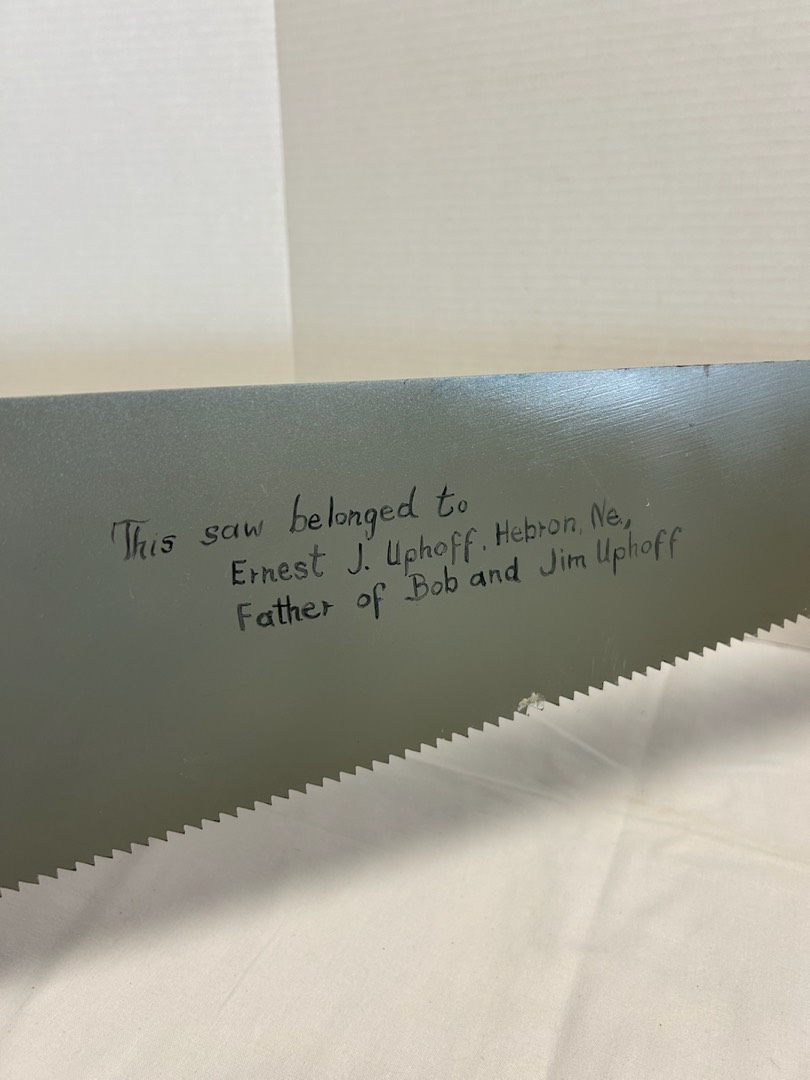 This saw belonged to
Ernest J. Uphoff, Hebron, Ne.,
Father of Bob and Jim Uphoff